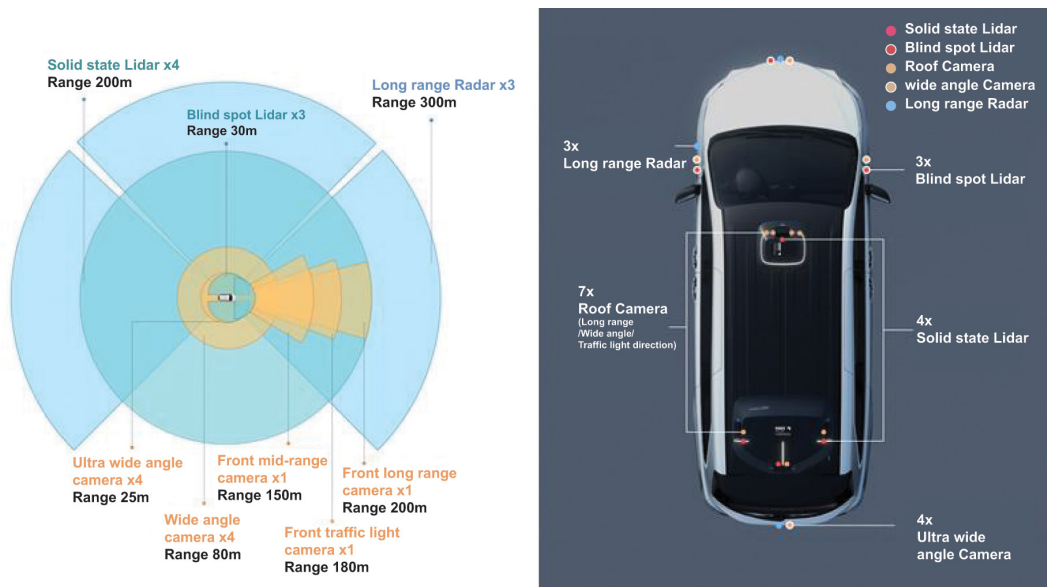 Solid state Lidar x4
Range 200m
Long range Radar x3
Range 300m
Blind spot Lidar x3
Range 30m
Ultra wide angle
camera x4
Range 25m
Wide angle
camera x4
Range 80m
Front mid-range
camera x1
Range 150m
Front traffic light
camera x1
Range 180m
Front long range
camera x1
Range 200m
Solid state Lidar
Blind spot Lidar
Roof Camera
wide angle Camera
Long range Radar
3x
Long range Radar
3x
Blind spot Lidar
7x
Roof Camera
(Long range
/Wide angle/
Traffic light direction)
4x
Solid state Lidar
4x
Ultra wide
angle Camera